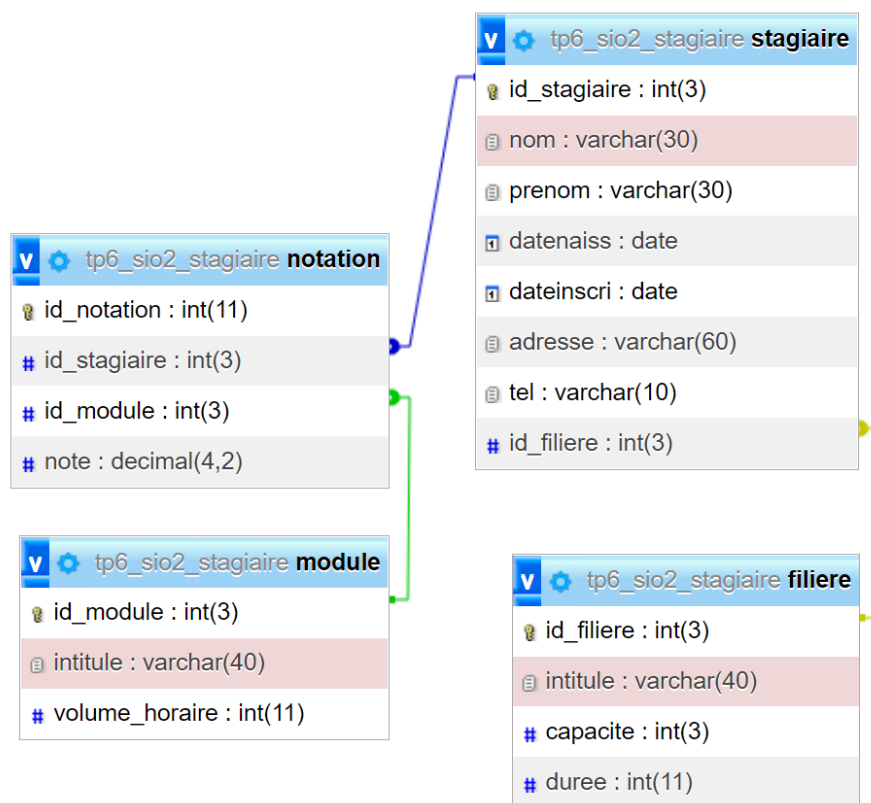 tp6_sio2_stagiaire stagiaire
id_stagiaire : int(3)
nom : varchar(30)
prenom : varchar(30)
datenaiss : date
dateinscri : date
adresse : varchar(60)
tel : varchar(10)
id_filiere : int(3)
tp6_sio2_stagiaire notation
id_notation : int(11)
id_stagiaire : int(3)
id_module : int(3)
note : decimal(4,2)
tp6_sio2_stagiaire module
id_module : int(3)
intitule : varchar(40)
volume_horaire : int(11)
tp6_sio2_stagiaire filiere
id_filiere : int(3)
intitule : varchar(40)
capacite : int(3)
duree : int(11)